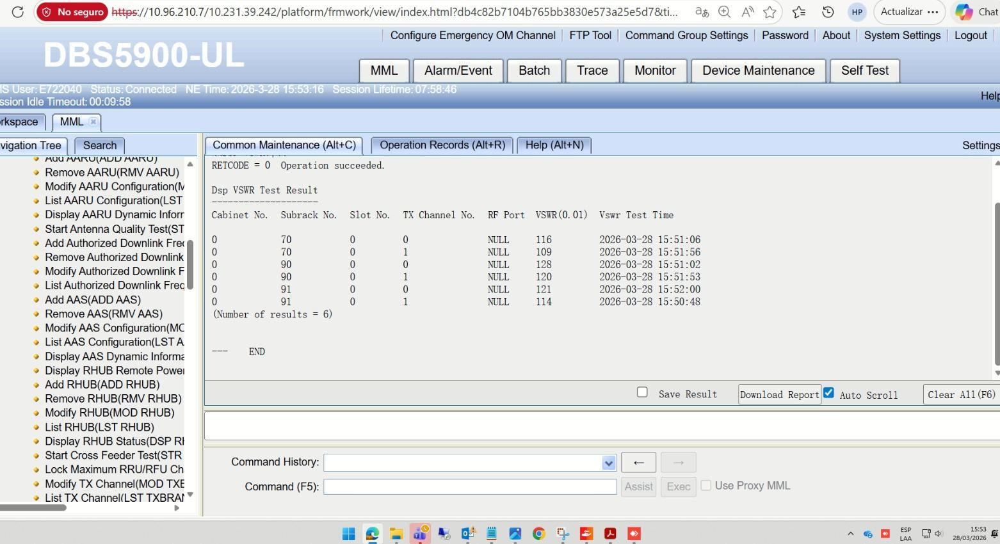 No seguro
https://10.96.210.7/10.231.39.242/platform/frmwork/view/index.html?db4c82b7104b765bb3830e573a25e5d7&ti...
HP
Actualizar
Chat
Configure Emergency OM Channel FTP Tool Command Group Settings Password About System Settings Logout
DBS5900-UL
MML Alarm/Event Batch Trace Monitor Device Maintenance Self Test
MS User: E722040 Status: Connected NE Time: 2026-3-28 15:53:16 Session Lifetime: 07:58:46
ssion Idle Timeout: 00:09:58
Help
rkspace MML
vigation Tree Search
Common Maintenance (Alt+C) Operation Records (Alt+R) Help (Alt+N) Settings
Add AARU(ADD AARU)
Remove AARU(RMV AARU)
Modify AARU Configuration(M
List AARU Configuration(LST
Display AARU Dynamic Inforn
Start Antenna Quality Test(ST
Add Authorized Downlink Fred
Remove Authorized Downlink
Modify Authorized Downlink F
List Authorized Downlink Freq
Add AAS(ADD AAS)
Remove AAS(RMV AAS)
Modify AAS Configuration(MO
List AAS Configuration(LST A
Display AAS Dynamic Informa
Display RHUB Remote Power
Add RHUB(ADD RHUB)
Remove RHUB(RMV RHUB)
Modify RHUB(MOD RHUB)
List RHUB(LST RHUB)
Display RHUB Status(DSP RH
Start Cross Feeder Test(STR
Lock Maximum RRU/RFU Ch
Modify TX Channel(MOD TXB
List TX Channel(LST TXBRAN
RETCODE = 0 Operation succeeded.
Dsp VSWR Test Result
--------------------
Cabinet No. Subrack No. Slot No. TX Channel No. RF Port VSWR(0.01) Vswr Test Time
0 70 0 0 NULL 116 2026-03-28 15:51:06
0 70 0 1 NULL 109 2026-03-28 15:51:56
0 90 0 0 NULL 128 2026-03-28 15:51:02
0 90 0 1 NULL 120 2026-03-28 15:51:53
0 91 0 0 NULL 121 2026-03-28 15:52:00
0 91 0 1 NULL 114 2026-03-28 15:50:48
(Number of results = 6)
--- END
Save Result Download Report Auto Scroll Clear All(F6)
Command History:
Command (F5): Assist Exec Use Proxy MML
ESP
LAA
15:53
28/03/2026